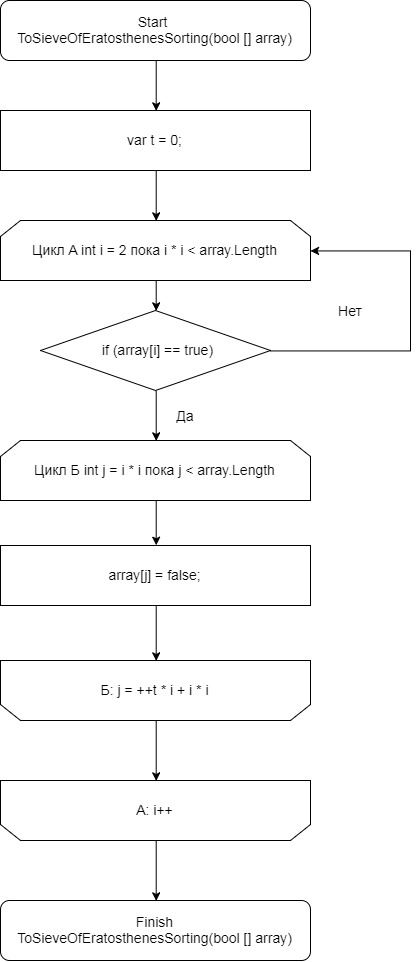 Start
ToSieveOfEratosthenesSorting(bool [] array)
var t = 0;
Цикл А int i = 2 пока i * i < array.Length
Нет
if (array[i] == true)
Да
Цикл Б int j = i * i пока j < array.Length
array[j] = false;
Б: j = ++t * i + i * i
А: i++
Finish
ToSieveOfEratosthenesSorting(bool [] array)